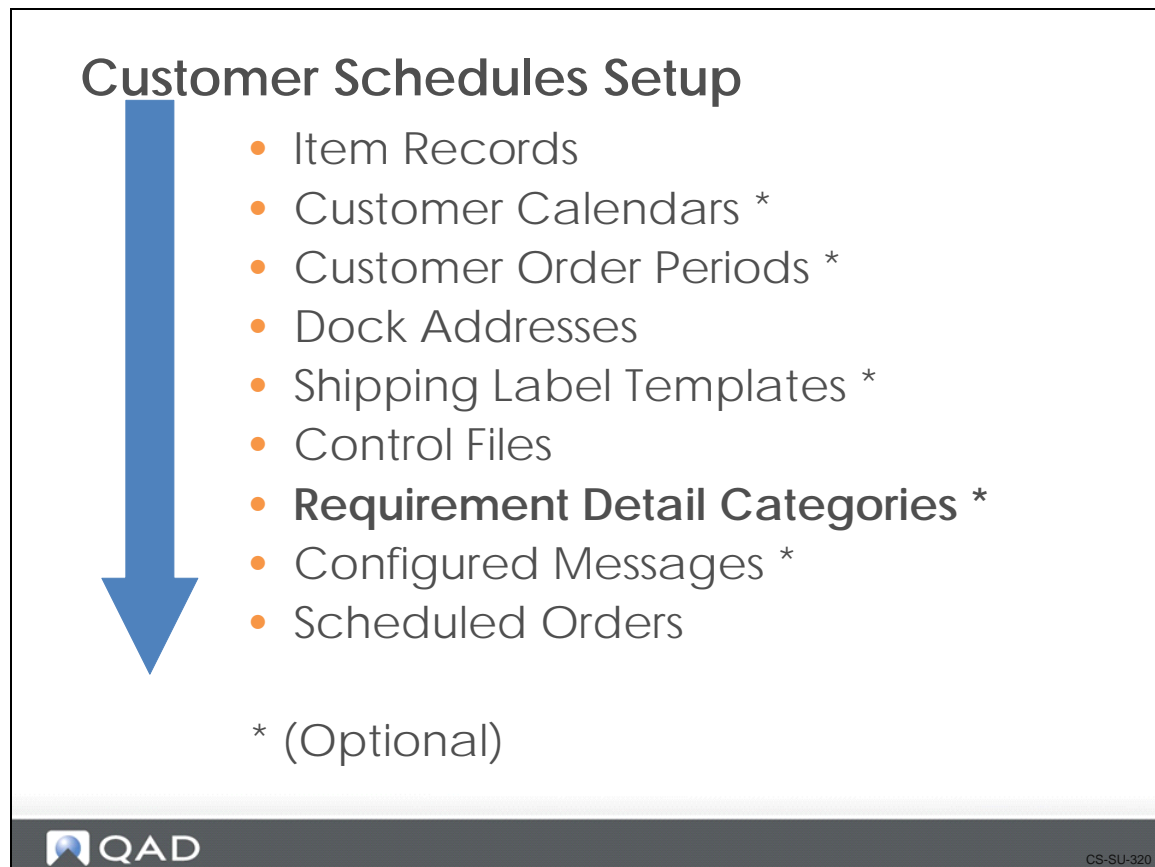 Customer Schedules Setup
• Item Records
• Customer Calendars *
• Customer Order Periods *
• Dock Addresses
• Shipping Label Templates *
• Control Files
• Requirement Detail Categories *
• Configured Messages *
• Scheduled Orders
* (Optional)
QAD
CS-SU-320